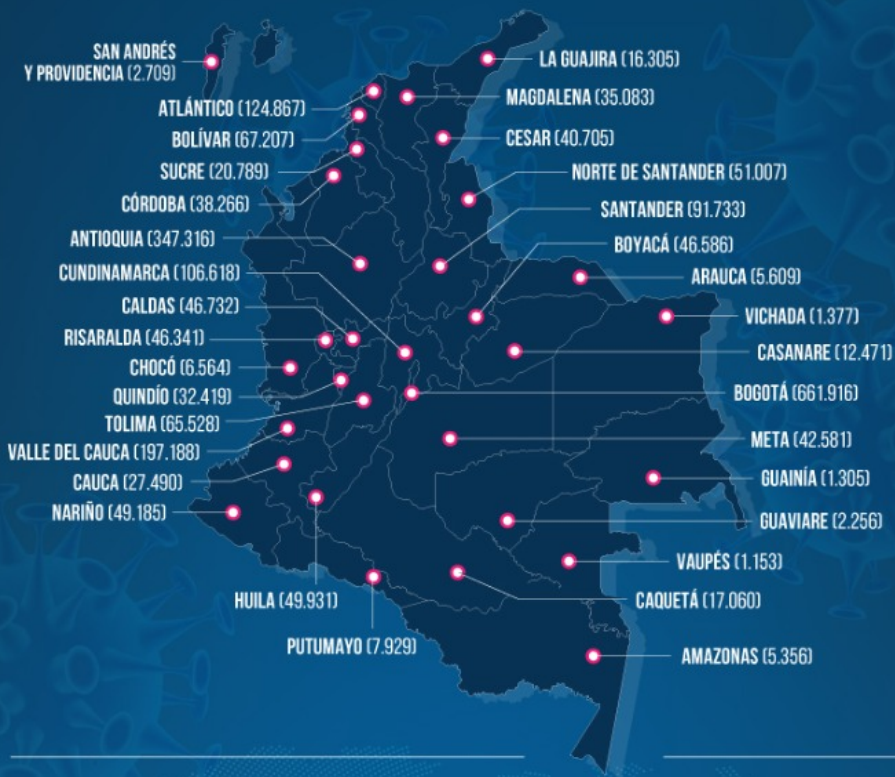 SAN ANDRÉS
Y PROVIDENCIA (2.709)
ATLÁNTICO (124.867)
BOLÍVAR (67.207)
SUCRE (20.789)
CÓRDOBA (38.266)
ANTIOQUIA (347.316)
CUNDINAMARCA (106.618)
CALDAS (46.732)
RISARALDA (46.341)
CHOCÓ (6.564)
QUINDÍO (32.419)
TOLIMA (65.528)
VALLE DEL CAUCA (197.188)
CAUCA (27.490)
NARIÑO (49.185)
HUILA (49.931)
PUTUMAYO (7.929)
LA GUAJIRA (16.305)
MAGDALENA (35.083)
CESAR (40.705)
NORTE DE SANTANDER (51.007)
SANTANDER (91.733)
BOYACÁ (46.586)
ARAUCA (5.609)
VICHADA (1.377)
CASANARE (12.471)
BOGOTÁ (661.916)
META (42.581)
GUAINÍA (1.305)
GUAVIARE (2.256)
VAUPÉS (1.153)
CAQUETÁ (17.060)
AMAZONAS (5.356)